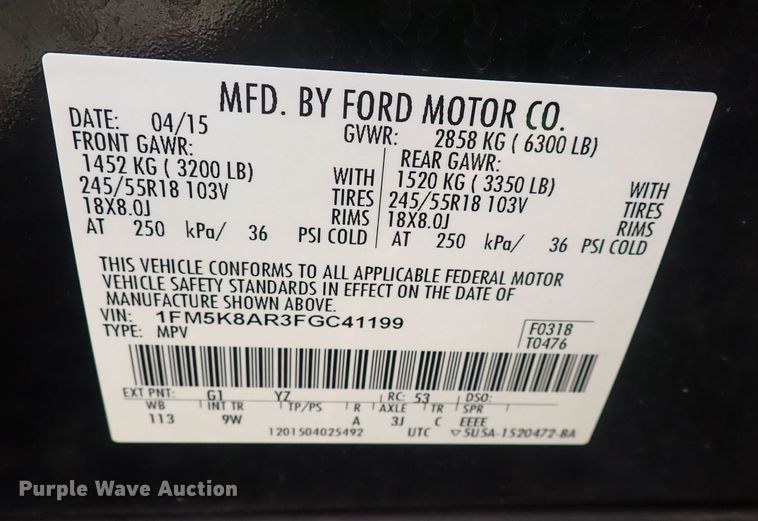 MFD. BY FORD MOTOR CO.
DATE: 04/15 GVWR: 2858 KG ( 6300 LB)
FRONT GAWR: REAR GAWR:
1452 KG ( 3200 LB) WITH 1520 KG ( 3350 LB) WITH
245/55R18 103V TIRES 245/55R18 103V TIRES
18X8.0J RIMS 18X8.0J RIMS
AT 250 kPa/ 36 PSI COLD AT 250 kPa/ 36 PSI COLD
THIS VEHICLE CONFORMS TO ALL APPLICABLE FEDERAL MOTOR
VEHICLE SAFETY STANDARDS IN EFFECT ON THE DATE OF
MANUFACTURE SHOWN ABOVE.
VIN: 1FM5K8AR3FGC41199
TYPE: MPV
F0318
T0476
EXT PNT: G1 YZ RC: 53 DSO:
WB INT TR TP/PS R AXLE TR SPR
113 9W A 3J C EEEE
1201504025492 UTC ▽5U5A-1520472-BA
Purple Wave Auction